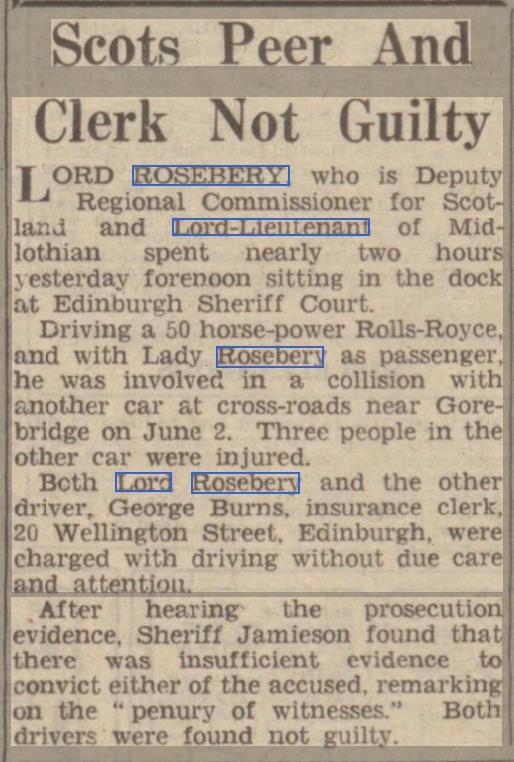 Scots Peer And
Clerk Not Guilty
LORD ROSEBERY, who is Deputy
Regional Commissioner for Scot-
land and Lord-Lieutenant of Mid-
lothian spent nearly two hours
yesterday forenoon sitting in the dock
at Edinburgh Sheriff Court.
Driving a 50 horse-power Rolls-Royce,
and with Lady Rosebery as passenger,
he was involved in a collision with
another car at cross-roads near Gore-
bridge on June 2. Three people in the
other car were injured.
Both Lord Rosebery and the other
driver, George Burns, insurance clerk,
20 Wellington Street, Edinburgh, were
charged with driving without due care
and attention.
After hearing the prosecution
evidence, Sheriff Jamieson found that
there was insufficient evidence to
convict either of the accused, remarking
on the “penury of witnesses.” Both
drivers were found not guilty.